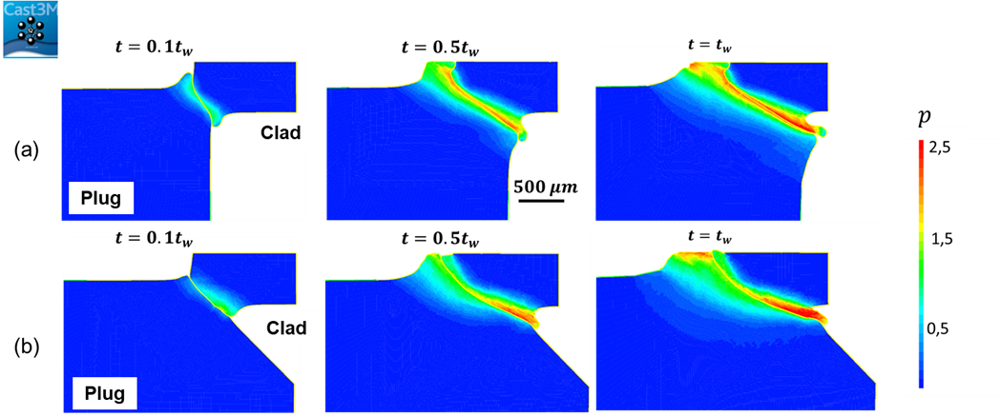 Cast3M
t = 0.1t_w
t = 0.5t_w
t = t_w
(a)
Clad
Plug
500 μm
p
2,5
1,5
0,5
t = 0.1t_w
t = 0.5t_w
t = t_w
(b)
Clad
Plug